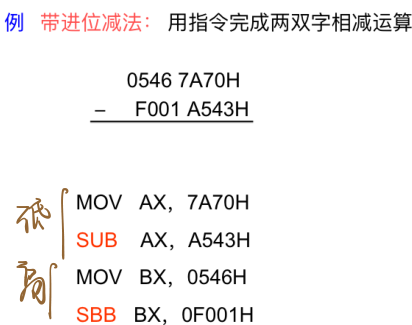 例 带进位减法： 用指令完成两双字相减运算
0546 7A70H
– F001 A543H
低 MOV AX，7A70H
SUB AX，A543H
高 MOV BX，0546H
SBB BX，0F001H